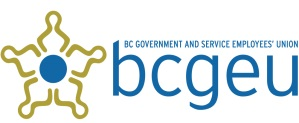 BC GOVERNMENT AND SERVICE EMPLOYEES' UNION
bcgeu